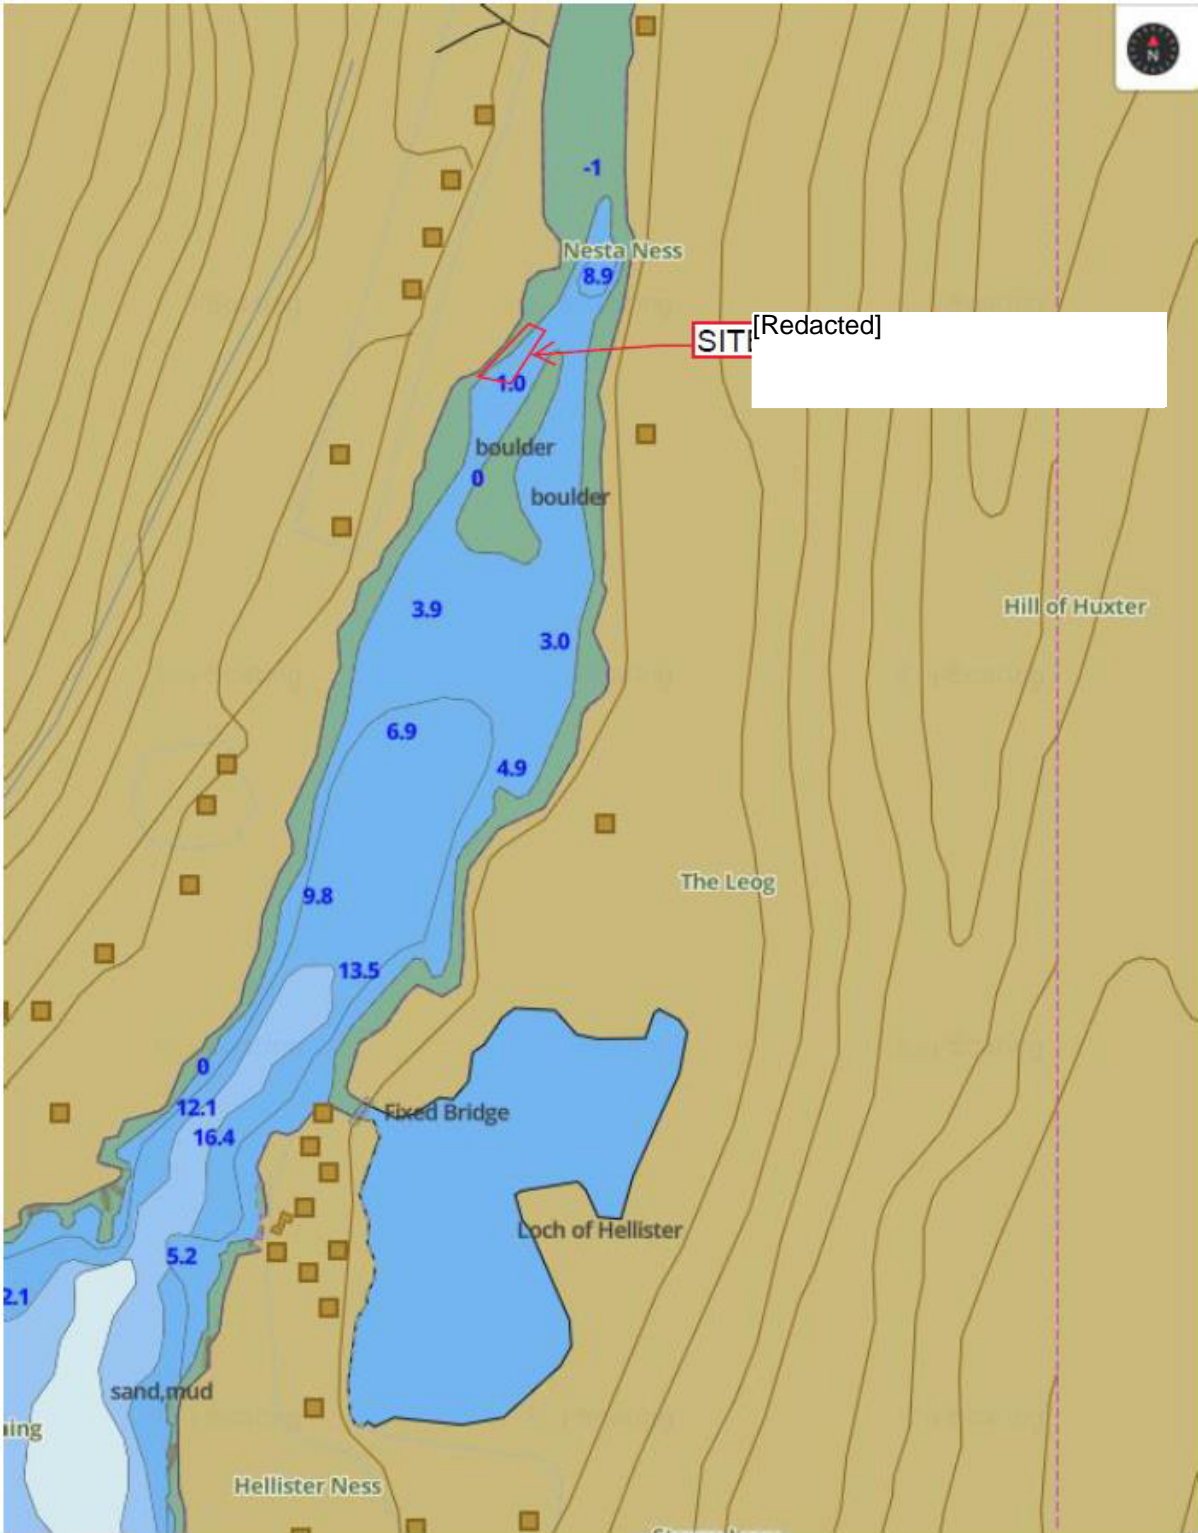 N
-1
Nesta Ness
8.9
[Redacted]
SITE
1.0
boulder
0
boulder
3.9
Hill of Huxter
3.0
6.9
4.9
The Leog
9.8
13.5
0
12.1
Fixed Bridge
16.4
Loch of Hellister
5.2
2.1
sand,mud
Hellister Ness